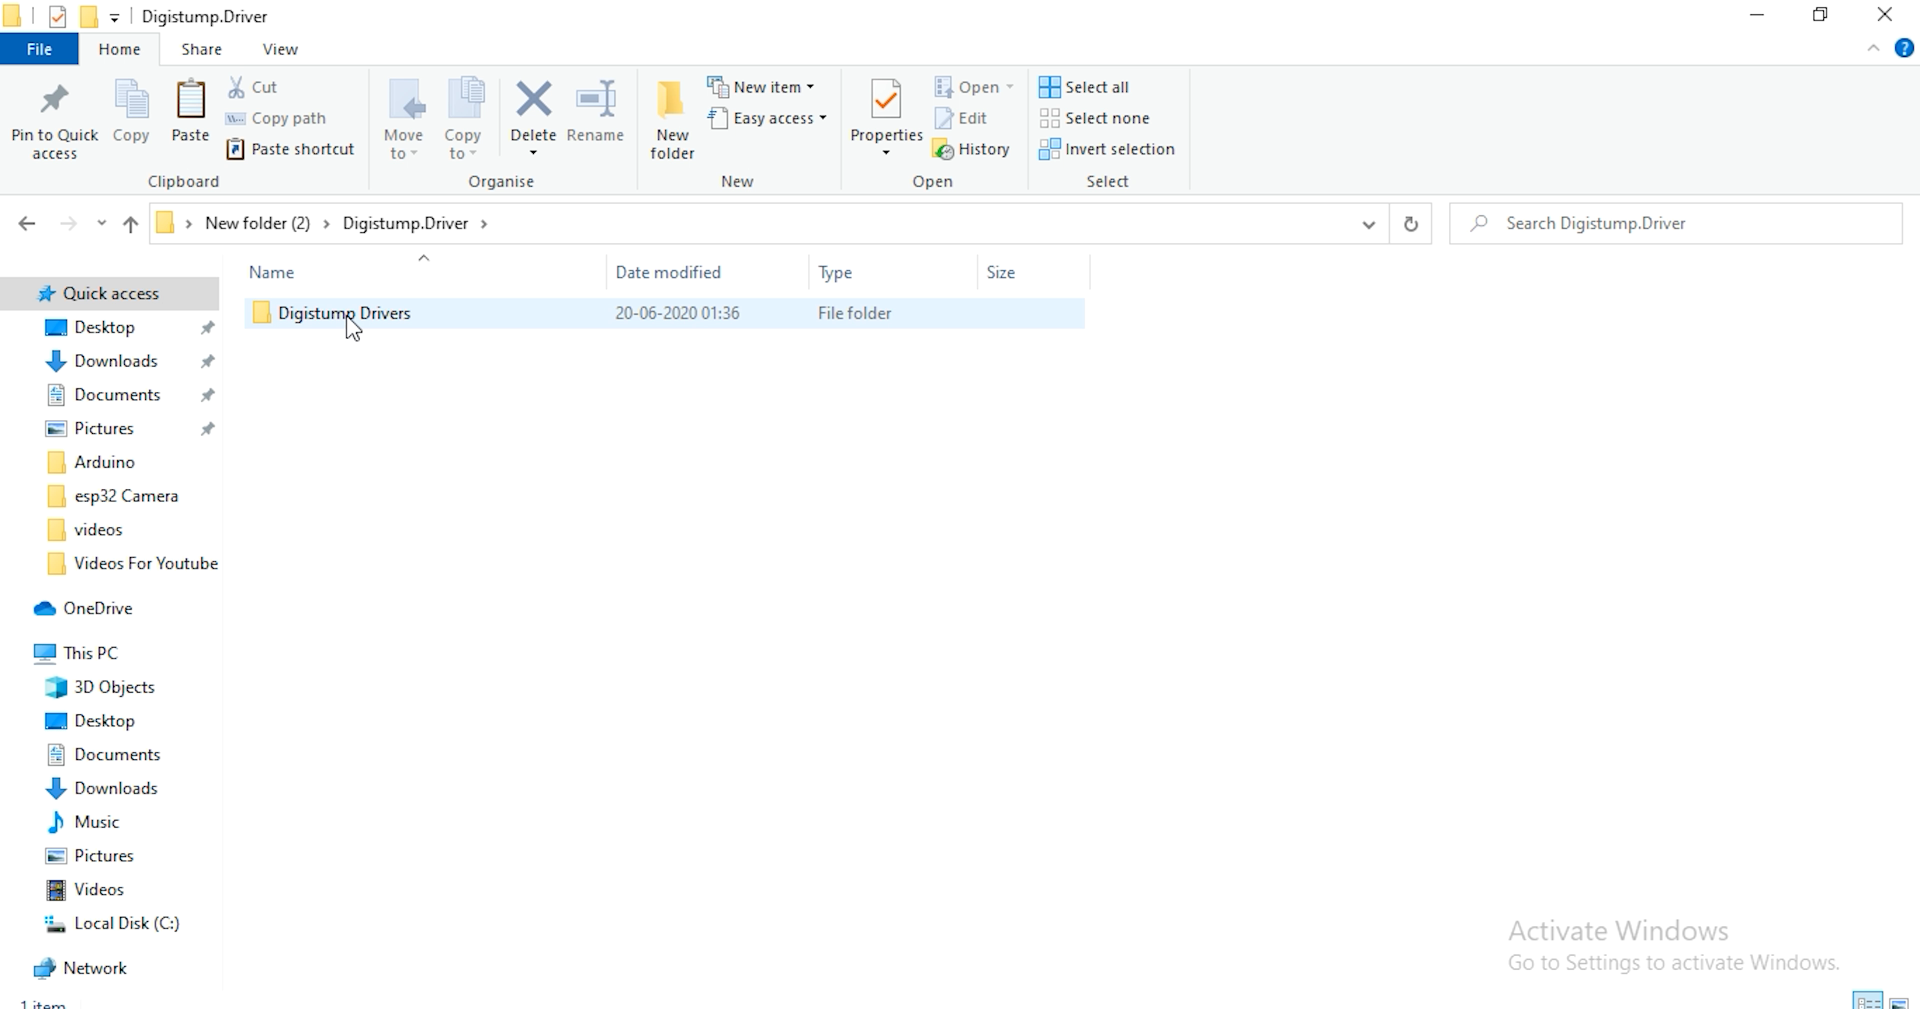 Digistump.Driver
File Home Share View
Pin to Quick access
Copy
Paste
Cut
Copy path
Paste shortcut
Clipboard
Move to
Copy to
Delete
Rename
Organise
New folder
New item
Easy access
New
Properties
Open
Edit
History
Open
Select all
Select none
Invert selection
Select
New folder (2) › Digistump.Driver ›
Search Digistump.Driver
Name Date modified Type Size
Digistump Drivers 20-06-2020 01:36 File folder
Quick access
Desktop
Downloads
Documents
Pictures
Arduino
esp32 Camera
videos
Videos For Youtube
OneDrive
This PC
3D Objects
Desktop
Documents
Downloads
Music
Pictures
Videos
Local Disk (C:)
Network
1 item
Activate Windows
Go to Settings to activate Windows.